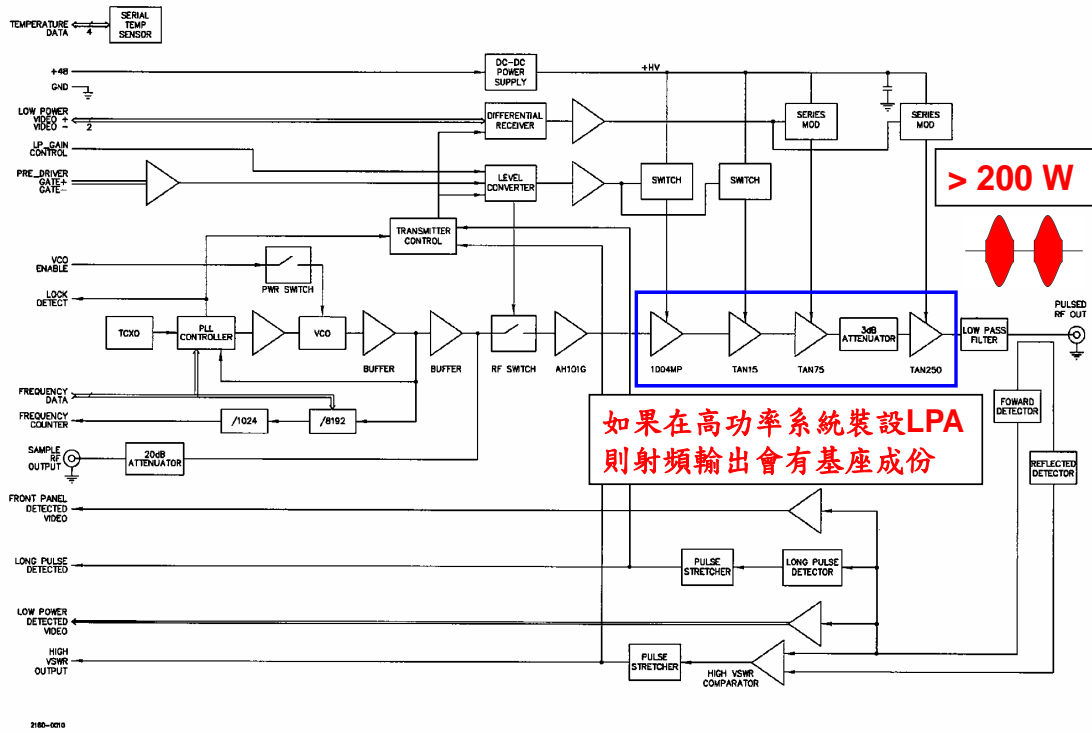 TEMPERATURE
DATA
4
SERIAL
TEMP
SENSOR
+48
GND
DC-DC
POWER
SUPPLY
+HV
LOW POWER
VIDEO +
VIDEO -
2
DIFFERENTIAL
RECEIVER
SERIES
MOD
SERIES
MOD
LP_GAIN
CONTROL
PRE_DRIVER
GATE+
GATE-
LEVEL
CONVERTER
SWITCH
SWITCH
> 200 W
TRANSMITTER
CONTROL
VCO
ENABLE
PWR SWITCH
LOCK
DETECT
TCXO
PLL
CONTROLLER
VCO
BUFFER
BUFFER
RF SWITCH
AH101G
1004MP
TAN15
TAN75
3dB
ATTENUATOR
TAN250
LOW PASS
FILTER
PULSED
RF OUT
FREQUENCY
DATA
FREQUENCY
COUNTER
/1024
/8192
FOWARD
DETECTOR
如果在高功率系統裝設LPA
則射頻輸出會有基座成份
SAMPLE
RF
OUTPUT
20dB
ATTENUATOR
REFLECTED
DETECTOR
FRONT PANEL
DETECTED
VIDEO
LONG PULSE
DETECTED
PULSE
STRETCHER
LONG PULSE
DETECTOR
LOW POWER
DETECTED
VIDEO
HIGH
VSWR
OUTPUT
PULSE
STRETCHER
HIGH VSWR
COMPARATOR
2160-0010